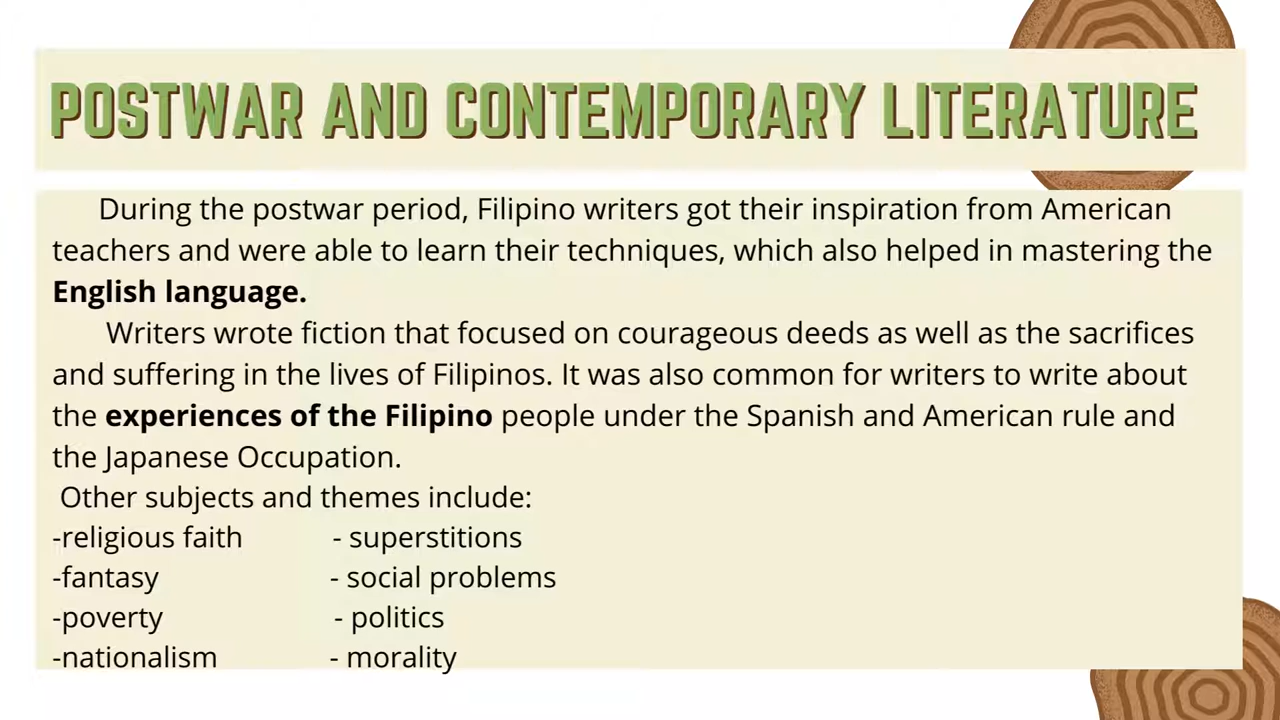 POSTWAR AND CONTEMPORARY LITERATURE
During the postwar period, Filipino writers got their inspiration from American
teachers and were able to learn their techniques, which also helped in mastering the
English language.
Writers wrote fiction that focused on courageous deeds as well as the sacrifices
and suffering in the lives of Filipinos. It was also common for writers to write about
the experiences of the Filipino people under the Spanish and American rule and
the Japanese Occupation.
Other subjects and themes include:
-religious faith - superstitions
-fantasy - social problems
-poverty - politics
-nationalism - morality